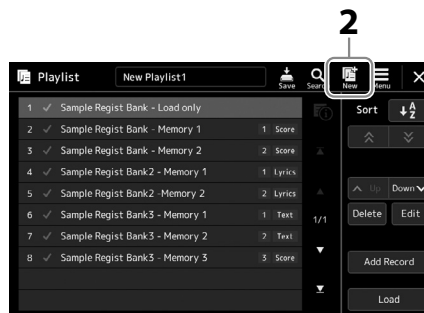 2
Playlist New Playlist1 Save Search New Menu
1 Sample Regist Bank - Load only
2 Sample Regist Bank - Memory 1 1 Score
3 Sample Regist Bank - Memory 2 2 Score
4 Sample Regist Bank2 - Memory 1 1 Lyrics
5 Sample Regist Bank2 -Memory 2 2 Lyrics
6 Sample Regist Bank3 - Memory 1 1 Text
7 Sample Regist Bank3 - Memory 2 2 Text
8 Sample Regist Bank3 - Memory 3 3 Score
1/1
Sort A Z
Up Down
Delete Edit
Add Record
Load